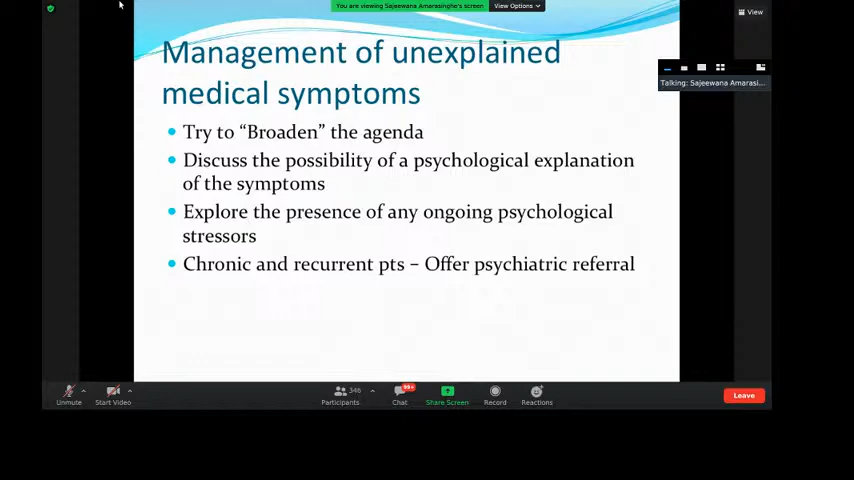 You are viewing Sajeewana Amarasinghe's screen
View Options
View
Management of unexplained
medical symptoms
Talking: Sajeewana Amarasi...
Try to “Broaden” the agenda
Discuss the possibility of a psychological explanation
of the symptoms
Explore the presence of any ongoing psychological
stressors
Chronic and recurrent pts – Offer psychiatric referral
Unmute
Start Video
346
Participants
99+
Chat
Share Screen
Record
Reactions
Leave